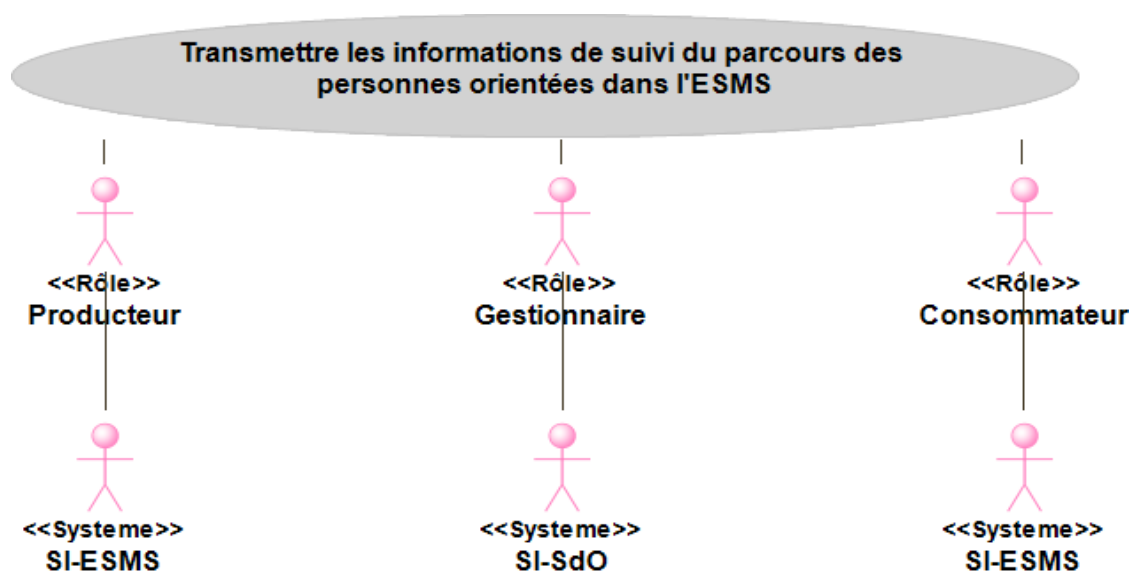 Transmettre les informations de suivi du parcours des
personnes orientées dans l'ESMS
<<Rôle>>
Producteur
<<Rôle>>
Gestionnaire
<<Rôle>>
Consommateur
<<Systeme>>
SI-ESMS
<<Systeme>>
SI-SdO
<<Systeme>>
SI-ESMS